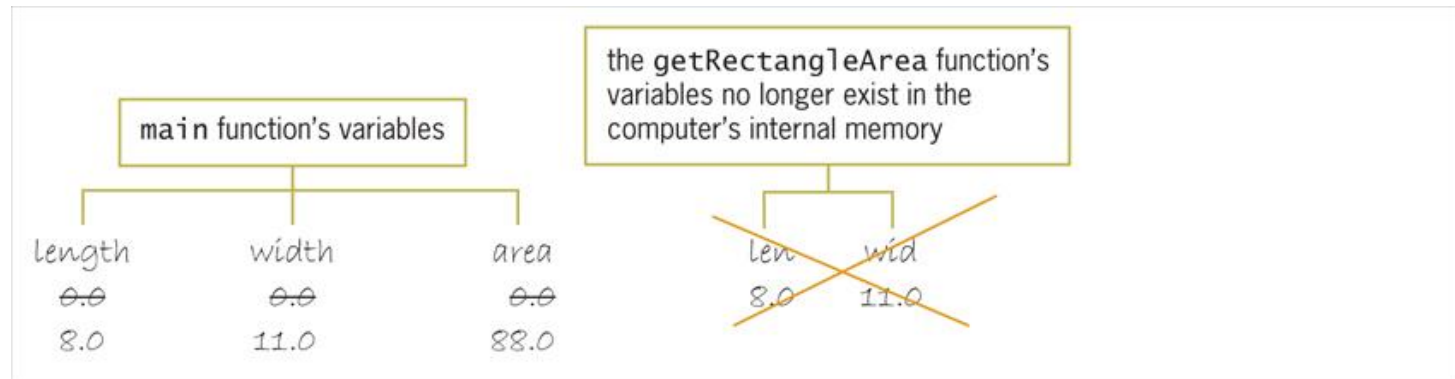 the getRectangleArea function's
variables no longer exist in the
computer's internal memory
main function's variables
length width area len wid
0.0 0.0 0.0 8.0 11.0
8.0 11.0 88.0